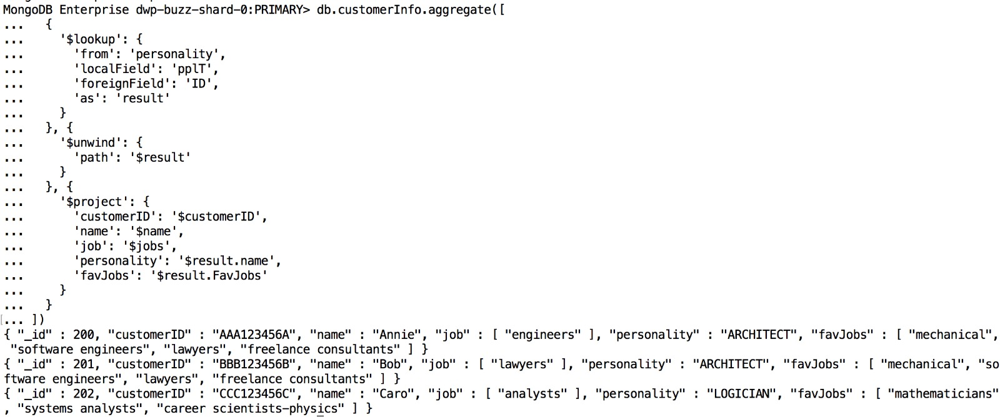 MongoDB Enterprise dwp-buzz-shard-0:PRIMARY> db.customerInfo.aggregate([
...   {
...     '$lookup': {
...       'from': 'personality',
...       'localField': 'pplT',
...       'foreignField': 'ID',
...       'as': 'result'
...     }
...   }, {
...     '$unwind': {
...       'path': '$result'
...     }
...   }, {
...     '$project': {
...       'customerID': '$customerID',
...       'name': '$name',
...       'job': '$jobs',
...       'personality': '$result.name',
...       'favJobs': '$result.FavJobs'
...     }
...   }
[... ])
{ "_id" : 200, "customerID" : "AAA123456A", "name" : "Annie", "job" : [ "engineers" ], "personality" : "ARCHITECT", "favJobs" : [ "mechanical",
 "software engineers", "lawyers", "freelance consultants" ] }
{ "_id" : 201, "customerID" : "BBB123456B", "name" : "Bob", "job" : [ "lawyers" ], "personality" : "ARCHITECT", "favJobs" : [ "mechanical", "so
ftware engineers", "lawyers", "freelance consultants" ] }
{ "_id" : 202, "customerID" : "CCC123456C", "name" : "Caro", "job" : [ "analysts" ], "personality" : "LOGICIAN", "favJobs" : [ "mathematicians"
, "systems analysts", "career scientists-physics" ] }